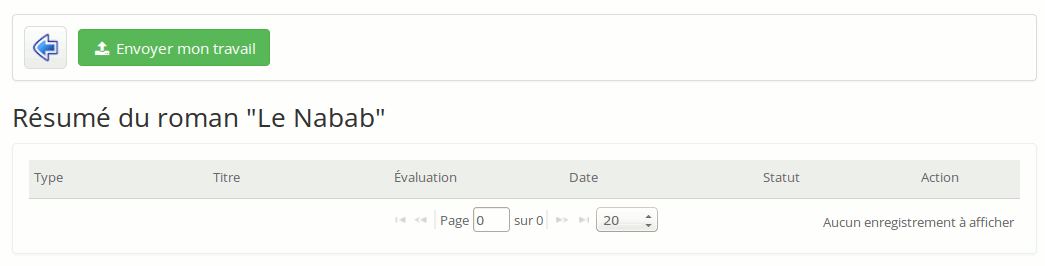 Envoyer mon travail
Résumé du roman "Le Nabab"
Type Titre Évaluation Date Statut Action
Page 0 sur 0 20 Aucun enregistrement à afficher